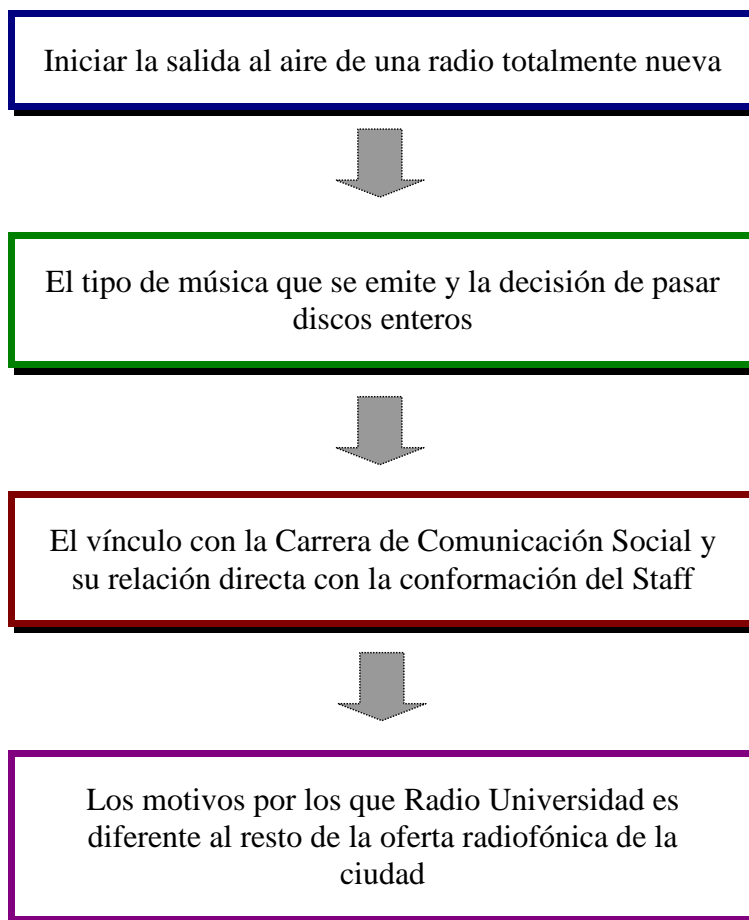 Iniciar la salida al aire de una radio totalmente nueva
El tipo de música que se emite y la decisión de pasar
discos enteros
El vínculo con la Carrera de Comunicación Social y
su relación directa con la conformación del Staff
Los motivos por los que Radio Universidad es
diferente al resto de la oferta radiofónica de la
ciudad